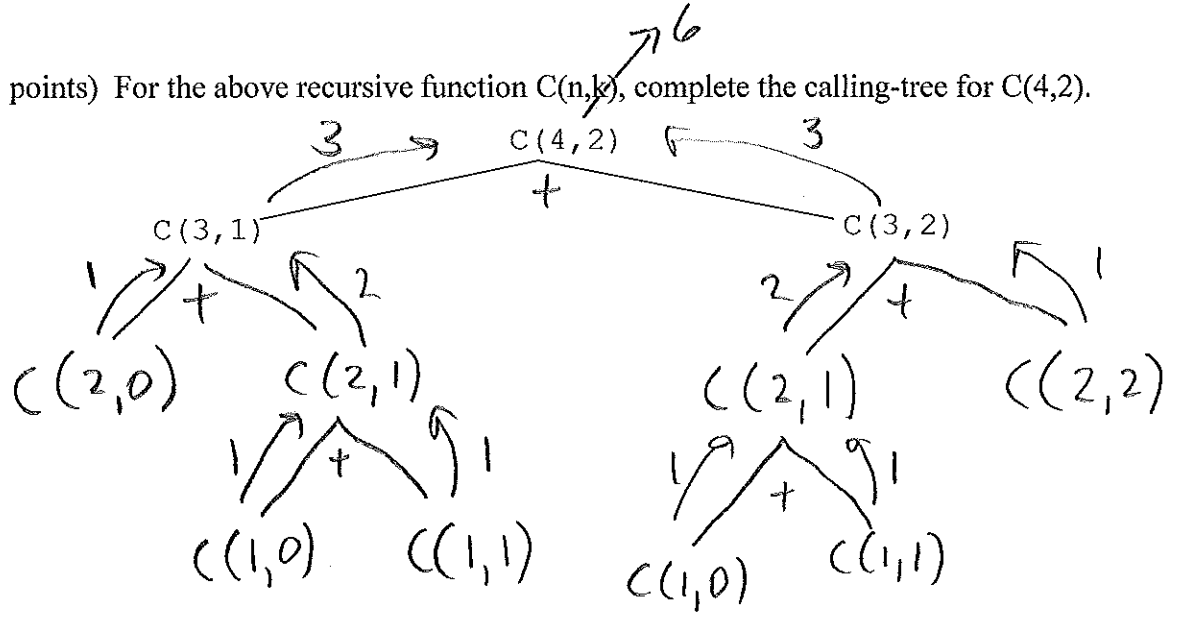 6
points) For the above recursive function C(n,k), complete the calling-tree for C(4,2).
3 C(4,2) 3
+
C(3,1) C(3,2)
1 + 2 2 + 1
C(2,0) C(2,1) C(2,1) C(2,2)
1 + 1 1 + 1
C(1,0) C(1,1) C(1,0) C(1,1)